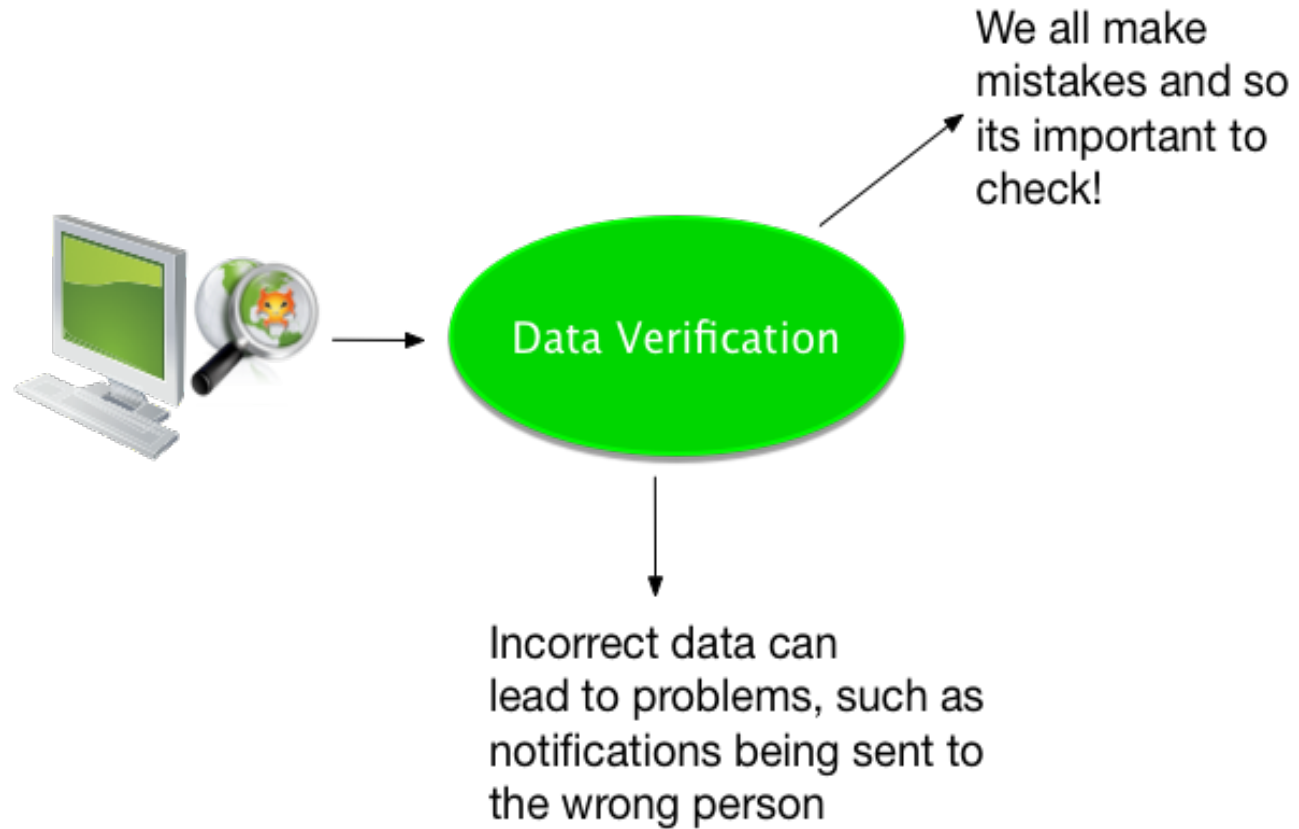 We all make
mistakes and so
its important to
check!
Data Verification
Incorrect data can
lead to problems, such as
notifications being sent to
the wrong person